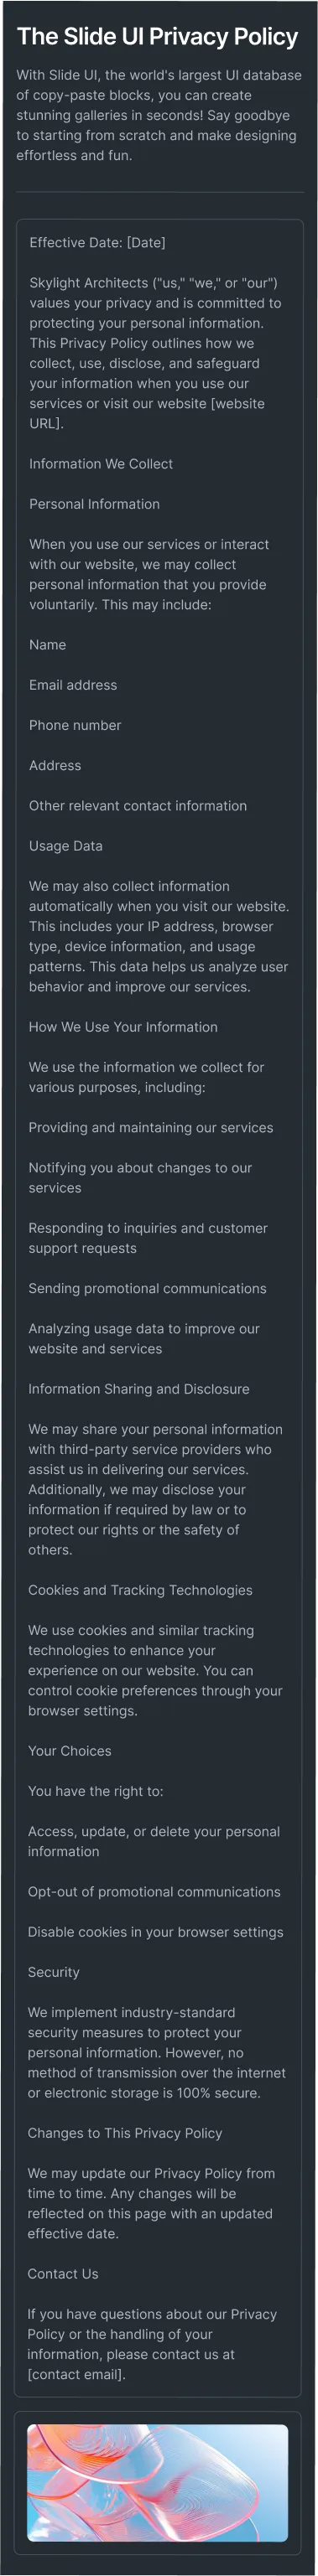 The Slide UI Privacy Policy
With Slide UI, the world's largest UI database
of copy-paste blocks, you can create
stunning galleries in seconds! Say goodbye
to starting from scratch and make designing
effortless and fun.
Effective Date: [Date]
Skylight Architects ("us," "we," or "our")
values your privacy and is committed to
protecting your personal information.
This Privacy Policy outlines how we
collect, use, disclose, and safeguard
your information when you use our
services or visit our website [website
URL].
Information We Collect
Personal Information
When you use our services or interact
with our website, we may collect
personal information that you provide
voluntarily. This may include:
Name
Email address
Phone number
Address
Other relevant contact information
Usage Data
We may also collect information
automatically when you visit our website.
This includes your IP address, browser
type, device information, and usage
patterns. This data helps us analyze user
behavior and improve our services.
How We Use Your Information
We use the information we collect for
various purposes, including:
Providing and maintaining our services
Notifying you about changes to our
services
Responding to inquiries and customer
support requests
Sending promotional communications
Analyzing usage data to improve our
website and services
Information Sharing and Disclosure
We may share your personal information
with third-party service providers who
assist us in delivering our services.
Additionally, we may disclose your
information if required by law or to
protect our rights or the safety of
others.
Cookies and Tracking Technologies
We use cookies and similar tracking
technologies to enhance your
experience on our website. You can
control cookie preferences through your
browser settings.
Your Choices
You have the right to:
Access, update, or delete your personal
information
Opt-out of promotional communications
Disable cookies in your browser settings
Security
We implement industry-standard
security measures to protect your
personal information. However, no
method of transmission over the internet
or electronic storage is 100% secure.
Changes to This Privacy Policy
We may update our Privacy Policy from
time to time. Any changes will be
reflected on this page with an updated
effective date.
Contact Us
If you have questions about our Privacy
Policy or the handling of your
information, please contact us at
[contact email].